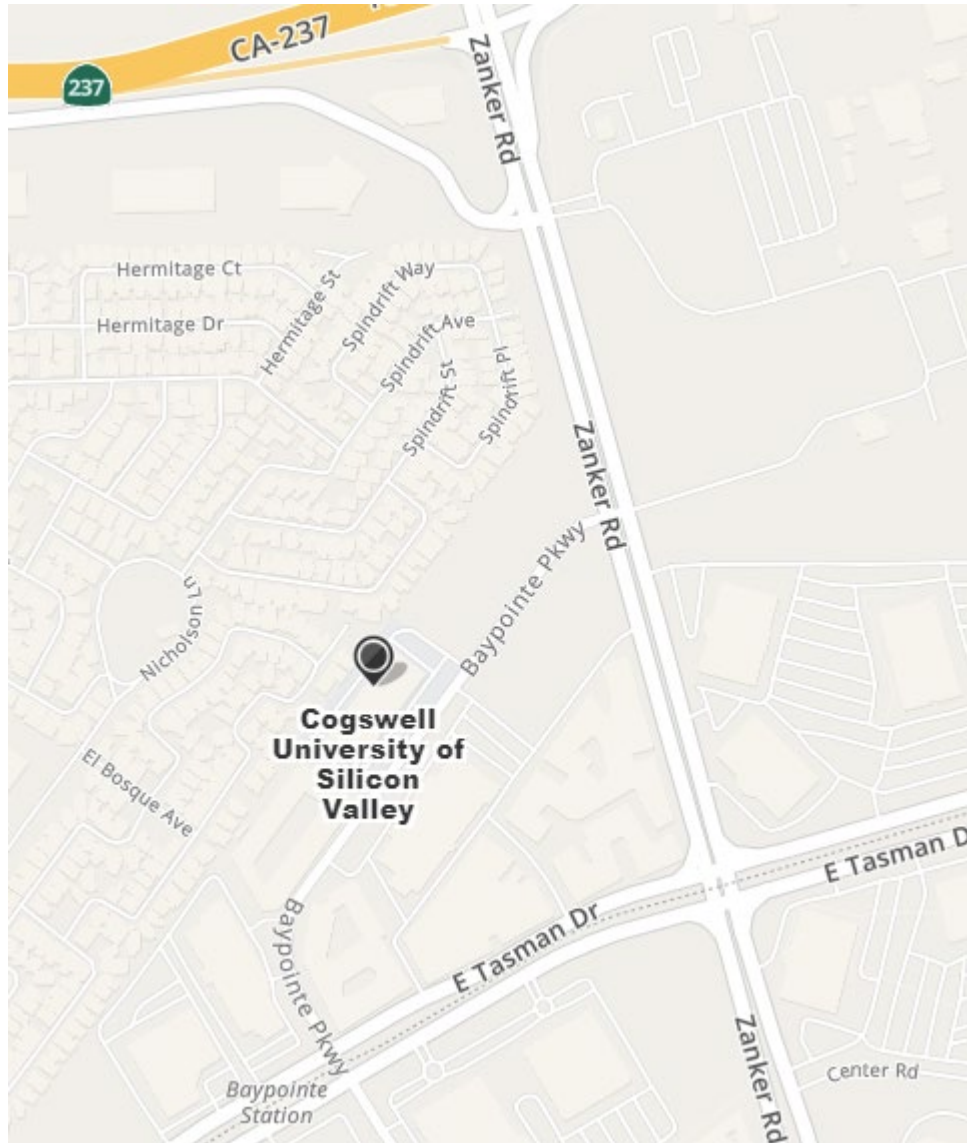 CA-237
237
Zanker Rd
Hermitage Ct
Hermitage St
Spindrift Way
Hermitage Dr
Spindrift Ave
Spindrift St
Spindrift Pl
Zanker Rd
Baypointe Pkwy
Nicholson Ln
Cogswell
University of
Silicon
Valley
El Bosque Ave
E Tasman D
E Tasman Dr
Baypointe Pkwy
Zanker Rd
Center Rd
Baypointe
Station